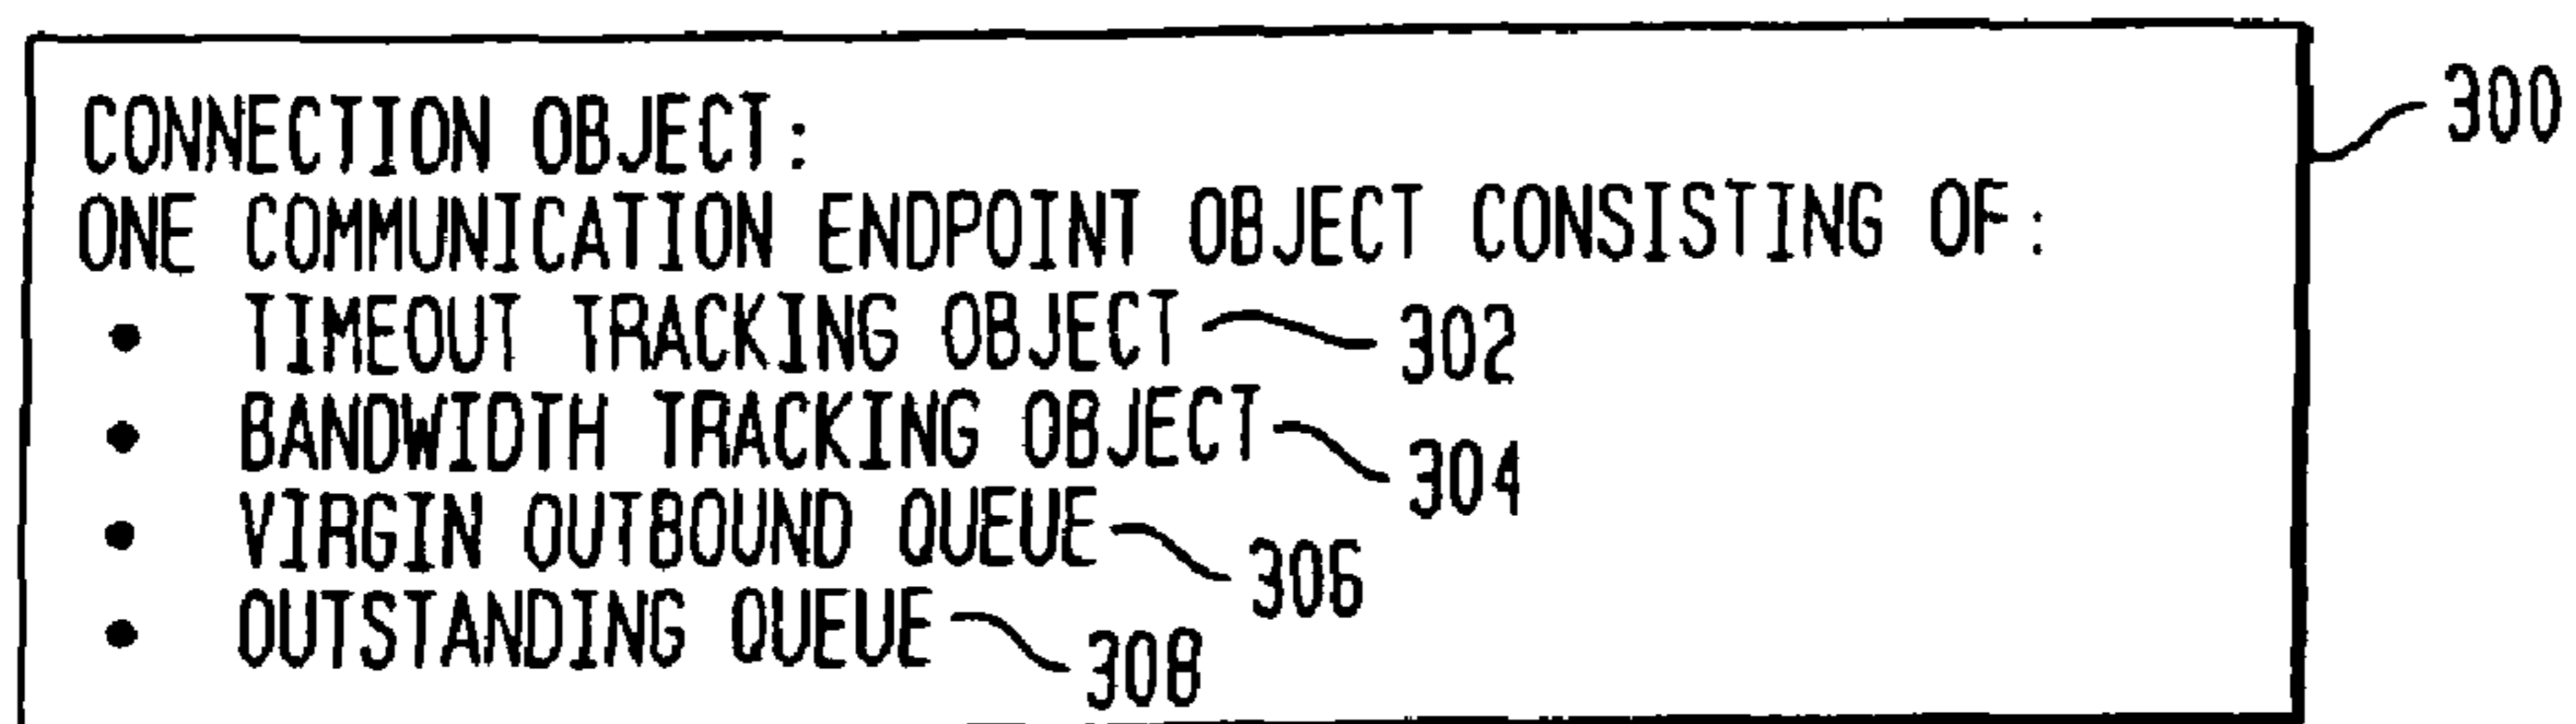 CONNECTION OBJECT: 300
ONE COMMUNICATION ENDPOINT OBJECT CONSISTING OF:
• TIMEOUT TRACKING OBJECT 302
• BANDWIDTH TRACKING OBJECT 304
• VIRGIN OUTBOUND QUEUE 306
• OUTSTANDING QUEUE 308